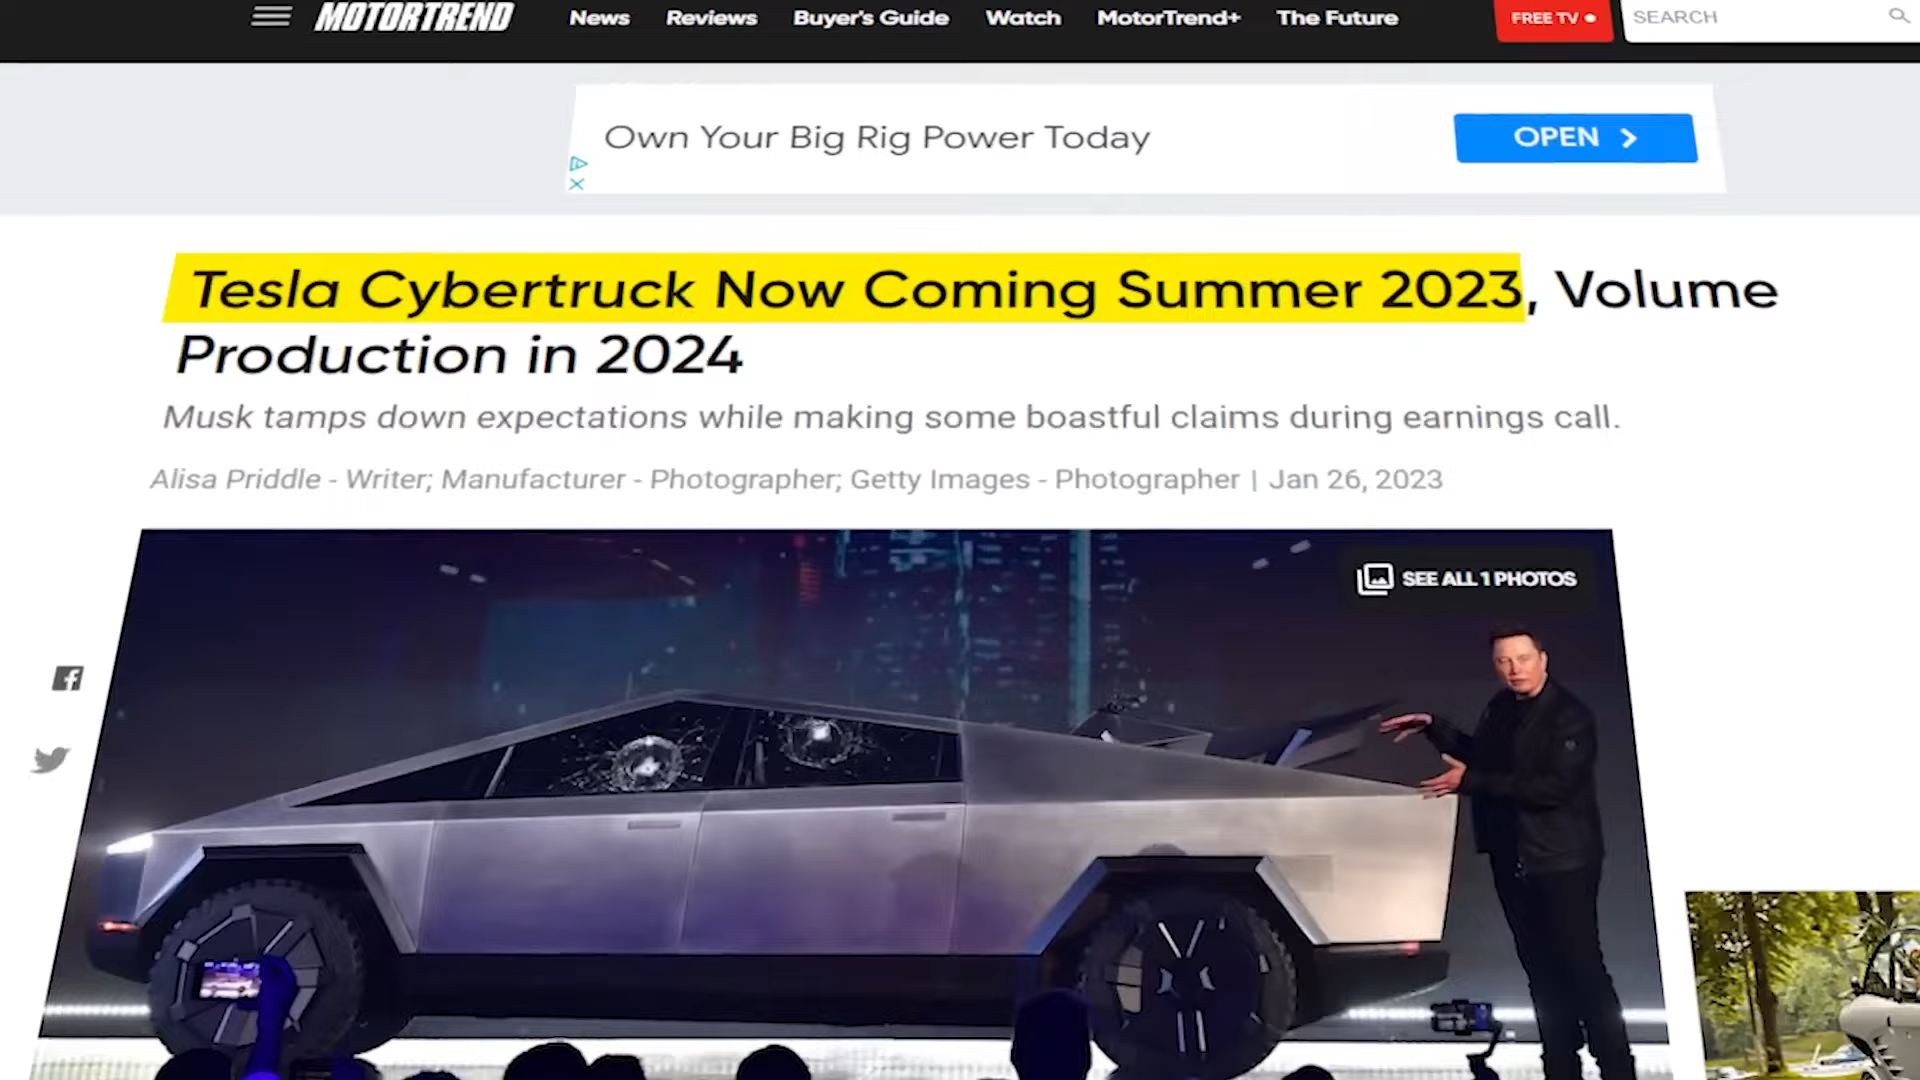 MOTORTREND
News Reviews Buyer's Guide Watch MotorTrend+ The Future
FREE TV
SEARCH
Own Your Big Rig Power Today
OPEN
Tesla Cybertruck Now Coming Summer 2023, Volume
Production in 2024
Musk tamps down expectations while making some boastful claims during earnings call.
Alisa Priddle - Writer; Manufacturer - Photographer; Getty Images - Photographer | Jan 26, 2023
SEE ALL 1 PHOTOS